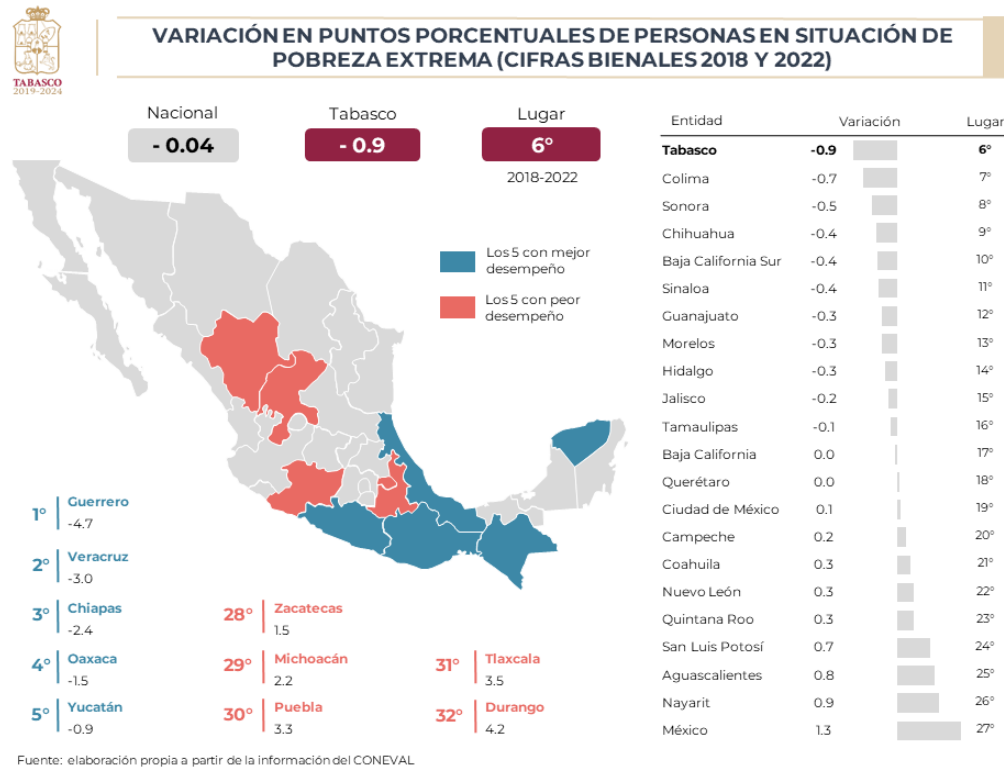 TABASCO
2019-2024
VARIACIÓN EN PUNTOS PORCENTUALES DE PERSONAS EN SITUACIÓN DE
POBREZA EXTREMA (CIFRAS BIENALES 2018 Y 2022)
Nacional
- 0.04
Tabasco
- 0.9
Lugar
6°
2018-2022
Los 5 con mejor
desempeño
Los 5 con peor
desempeño
1° Guerrero
-4.7
2° Veracruz
-3.0
3° Chiapas
-2.4
4° Oaxaca
-1.5
5° Yucatán
-0.9
28° Zacatecas
1.5
29° Michoacán
2.2
30° Puebla
3.3
31° Tlaxcala
3.5
32° Durango
4.2
Entidad Variación Lugar
Tabasco -0.9 6°
Colima -0.7 7°
Sonora -0.5 8°
Chihuahua -0.4 9°
Baja California Sur -0.4 10°
Sinaloa -0.4 11°
Guanajuato -0.3 12°
Morelos -0.3 13°
Hidalgo -0.3 14°
Jalisco -0.2 15°
Tamaulipas -0.1 16°
Baja California 0.0 17°
Querétaro 0.0 18°
Ciudad de México 0.1 19°
Campeche 0.2 20°
Coahuila 0.3 21°
Nuevo León 0.3 22°
Quintana Roo 0.3 23°
San Luis Potosí 0.7 24°
Aguascalientes 0.8 25°
Nayarit 0.9 26°
México 1.3 27°
Fuente: elaboración propia a partir de la información del CONEVAL